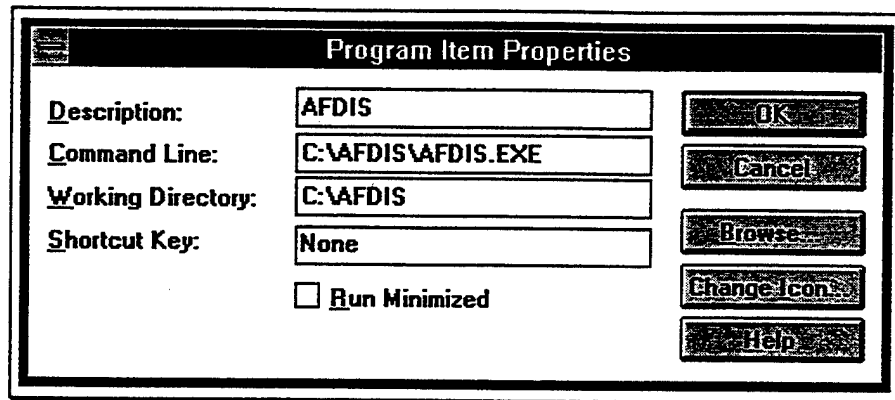 Program Item Properties
Description: AFDIS
Command Line: C:\AFDIS\AFDIS.EXE
Working Directory: C:\AFDIS
Shortcut Key: None
Run Minimized
OK
Cancel
Browse...
Change Icon...
Help